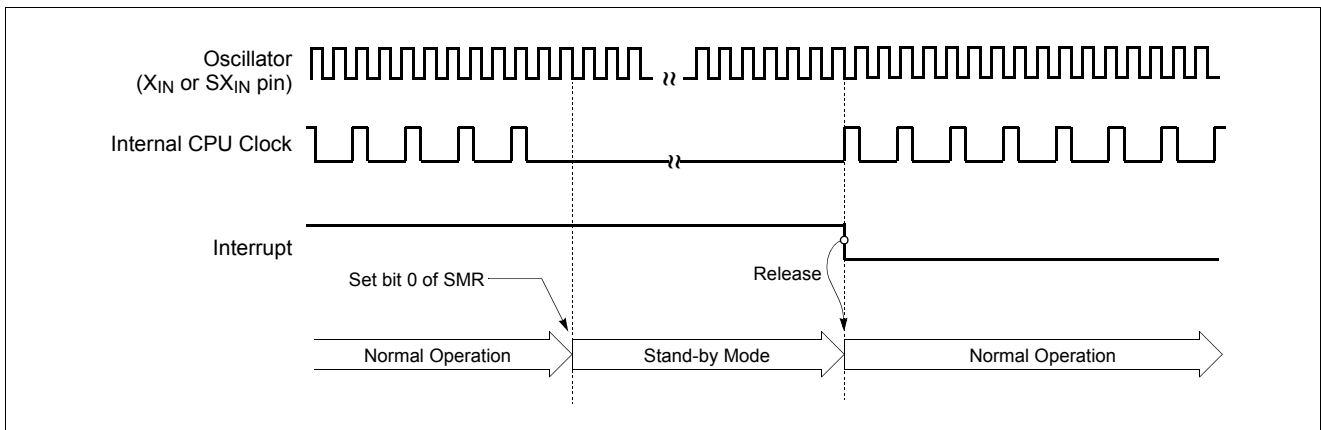 Oscillator
(XIN or SXIN pin)
Internal CPU Clock
Interrupt
Set bit 0 of SMR
Release
Normal Operation
Stand-by Mode
Normal Operation